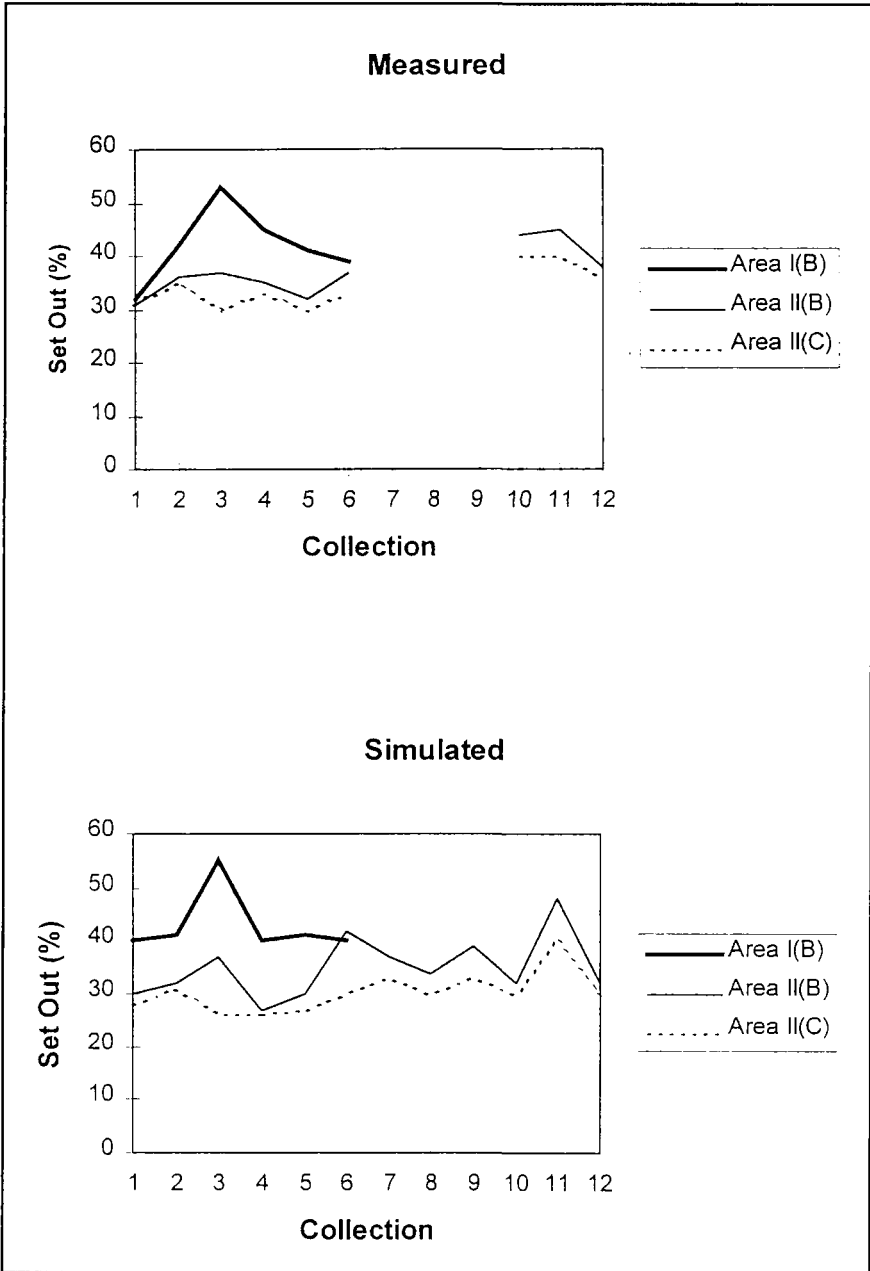 Measured
60
50
40
30
20
10
0
Set Out (%)
1 2 3 4 5 6 7 8 9 10 11 12
Collection
Area I(B)
Area II(B)
Area II(C)
Simulated
60
50
40
30
20
10
0
Set Out (%)
1 2 3 4 5 6 7 8 9 10 11 12
Collection
Area I(B)
Area II(B)
Area II(C)